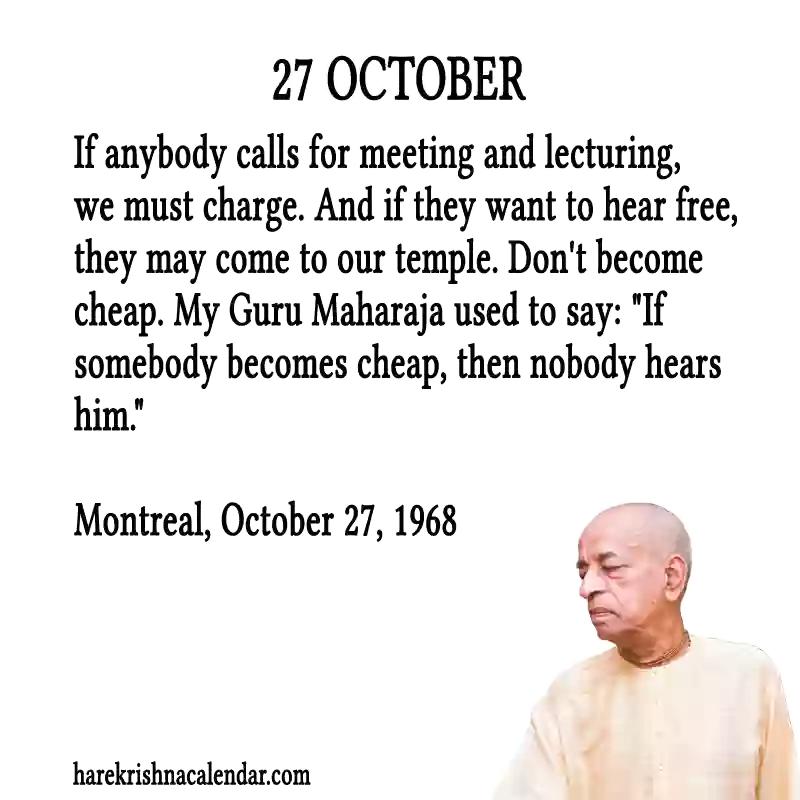 27 OCTOBER
If anybody calls for meeting and lecturing,
we must charge. And if they want to hear free,
they may come to our temple. Don't become
cheap. My Guru Maharaja used to say: "If
somebody becomes cheap, then nobody hears
him."
Montreal, October 27, 1968
harekrishnacalendar.com